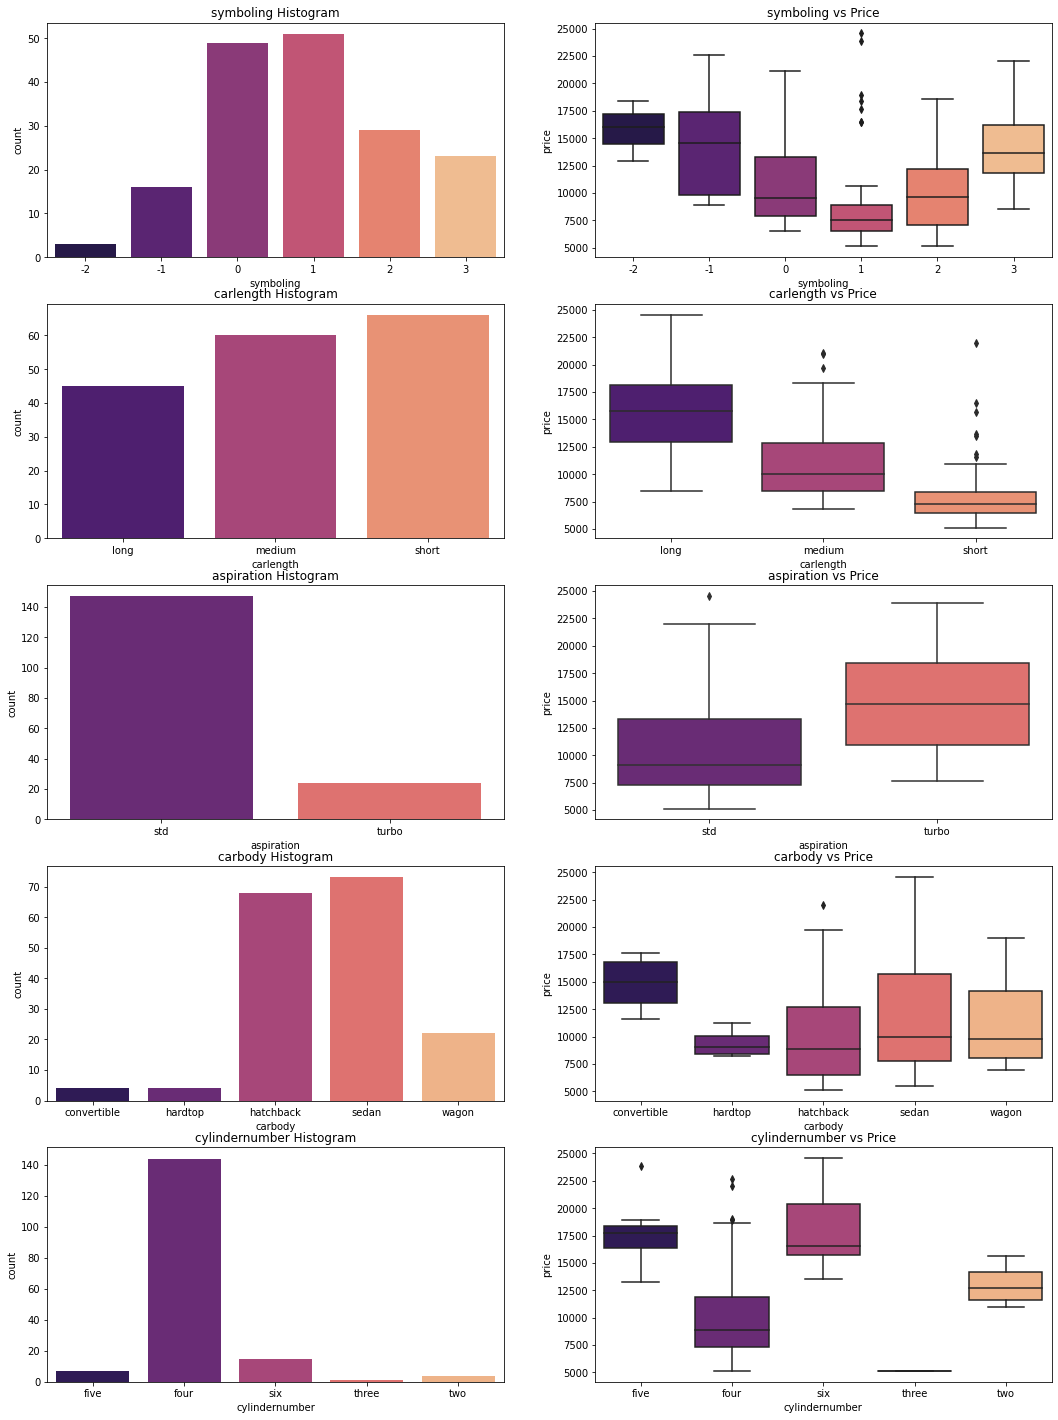 symboling Histogram
50
40
30
20
10
0
count
-2 -1 0 1 2 3
symboling
symboling vs Price
25000
22500
20000
17500
15000
12500
10000
7500
5000
price
-2 -1 0 1 2 3
symboling
carlength Histogram
60
50
40
30
20
10
0
count
long medium short
carlength
carlength vs Price
25000
22500
20000
17500
15000
12500
10000
7500
5000
price
long medium short
carlength
aspiration Histogram
140
120
100
80
60
40
20
0
count
std turbo
aspiration
aspiration vs Price
25000
22500
20000
17500
15000
12500
10000
7500
5000
price
std turbo
aspiration
carbody Histogram
70
60
50
40
30
20
10
0
count
convertible hardtop hatchback sedan wagon
carbody
carbody vs Price
25000
22500
20000
17500
15000
12500
10000
7500
5000
price
convertible hardtop hatchback sedan wagon
carbody
cylindernumber Histogram
140
120
100
80
60
40
20
0
count
five four six three two
cylindernumber
cylindernumber vs Price
25000
22500
20000
17500
15000
12500
10000
7500
5000
price
five four six three two
cylindernumber